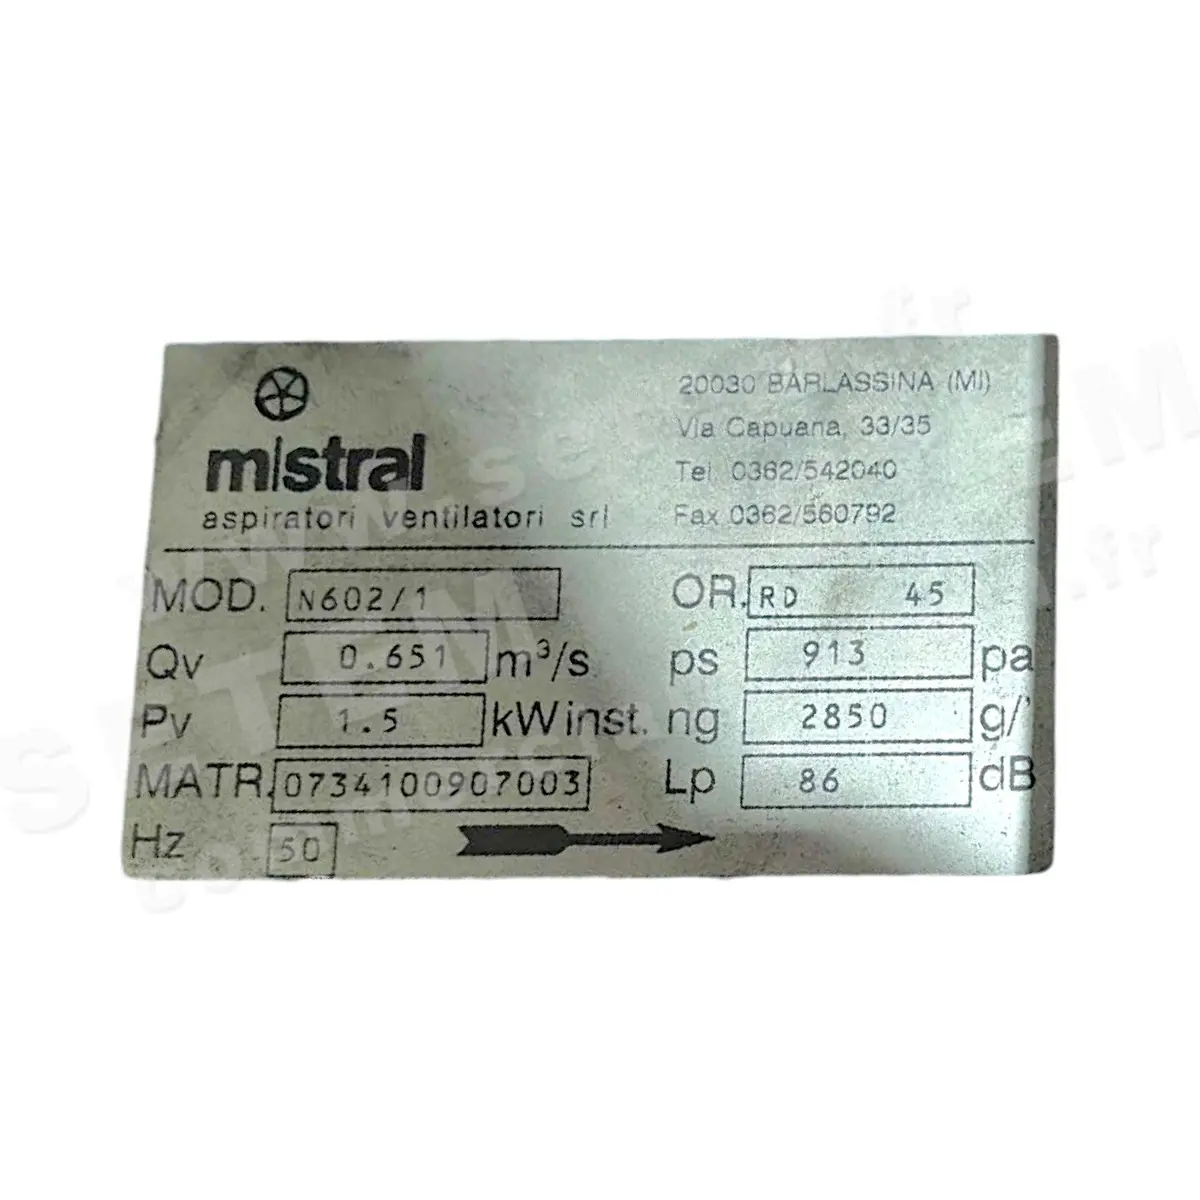 mistral
aspiratori ventilatori srl
20030 BARLASSINA (MI)
Via Capuana, 33/35
Tel. 0362/542040
Fax 0362/560792
MOD. N602/1 OR. RD 45
Qv 0.651 m³/s ps 913 pa
Pv 1.5 kW inst. ng 2850 g/'
MATR. 0734100907003 Lp 86 dB
Hz 50